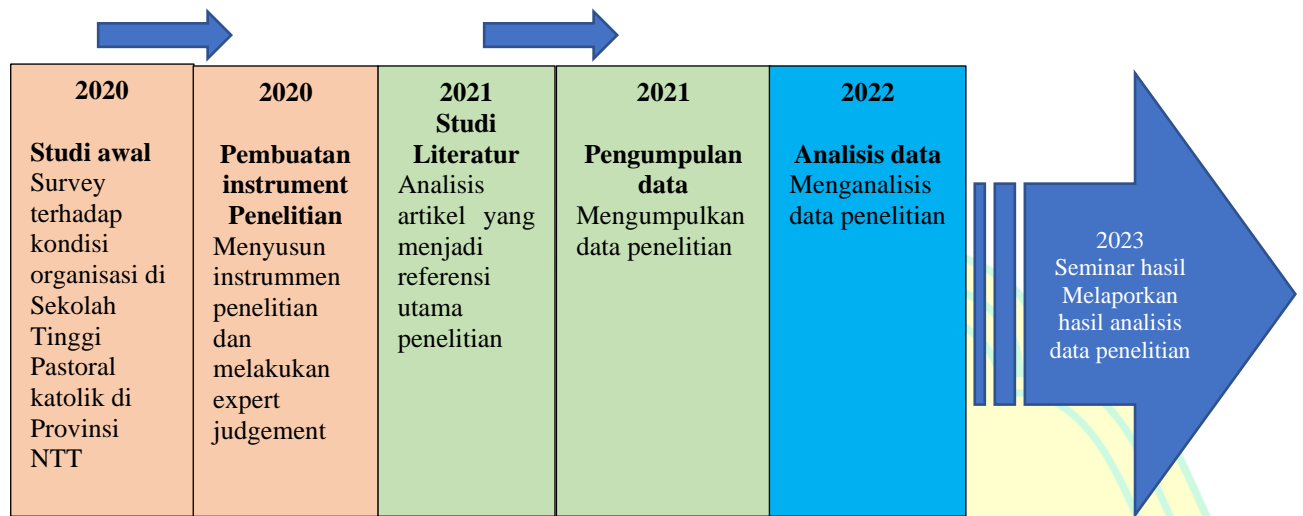 2020
Studi awal
Survey
terhadap
kondisi
organisasi di
Sekolah
Tinggi
Pastoral
katolik di
Provinsi
NTT
2020
Pembuatan
instrument
Penelitian
Menyusun
instrummen
penelitian
dan
melakukan
expert
judgement
2021
Studi
Literatur
Analisis
artikel yang
menjadi
referensi
utama
penelitian
2021
Pengumpulan
data
Mengumpulkan
data penelitian
2022
Analisis data
Menganalisis
data penelitian
2023
Seminar hasil
Melaporkan
hasil analisis
data penelitian